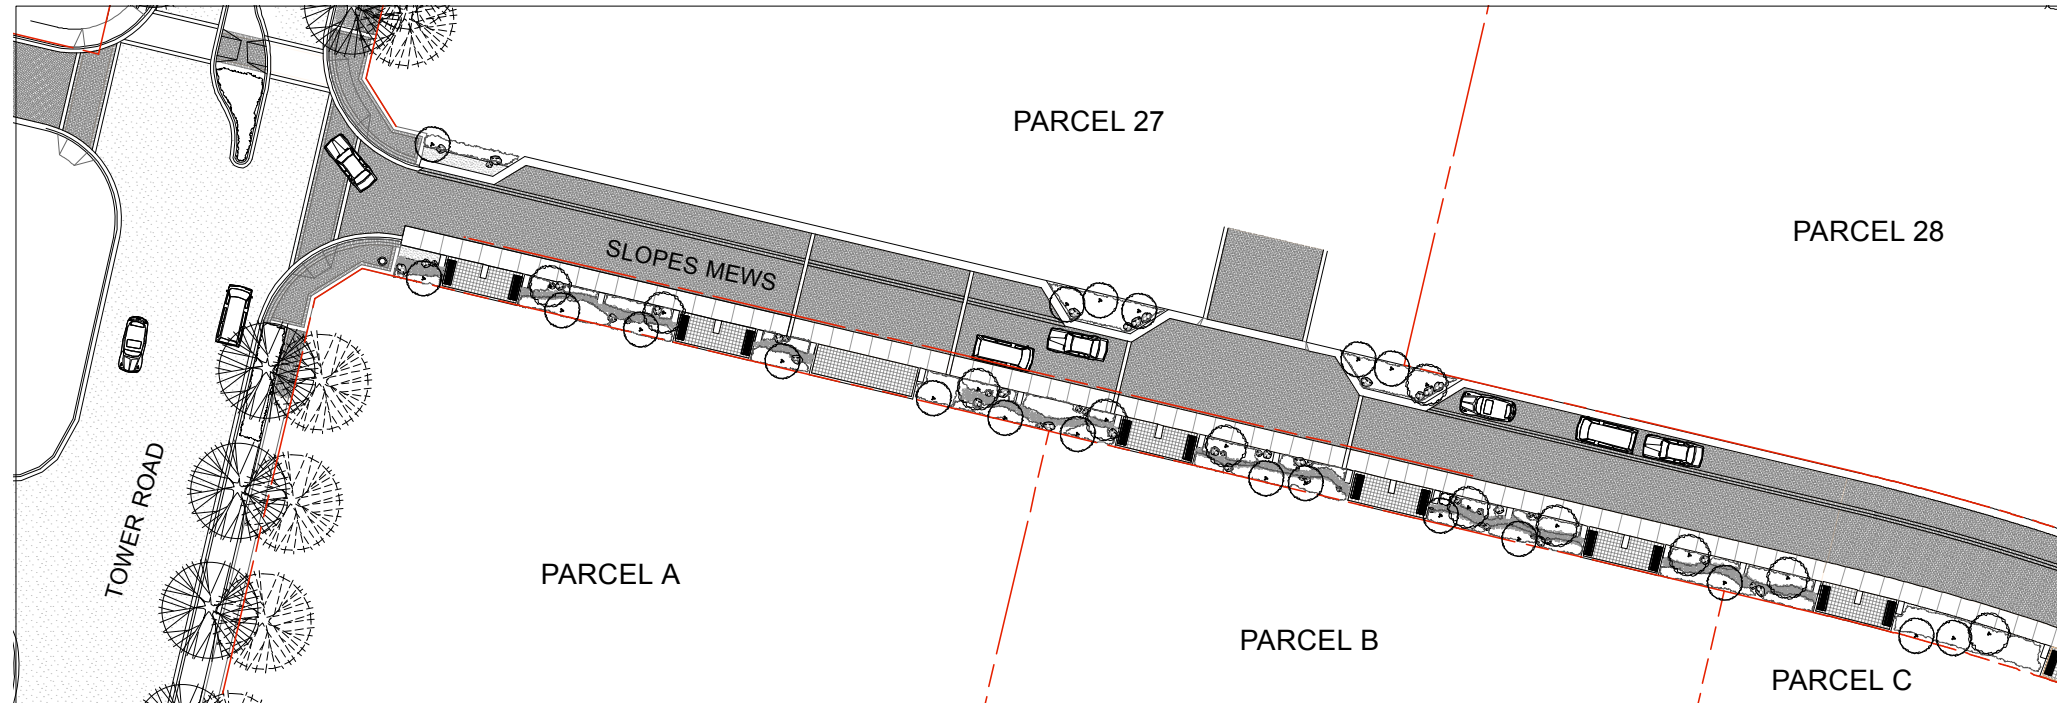 PARCEL 27
PARCEL 28
SLOPES MEWS
TOWER ROAD
PARCEL A
PARCEL B
PARCEL C